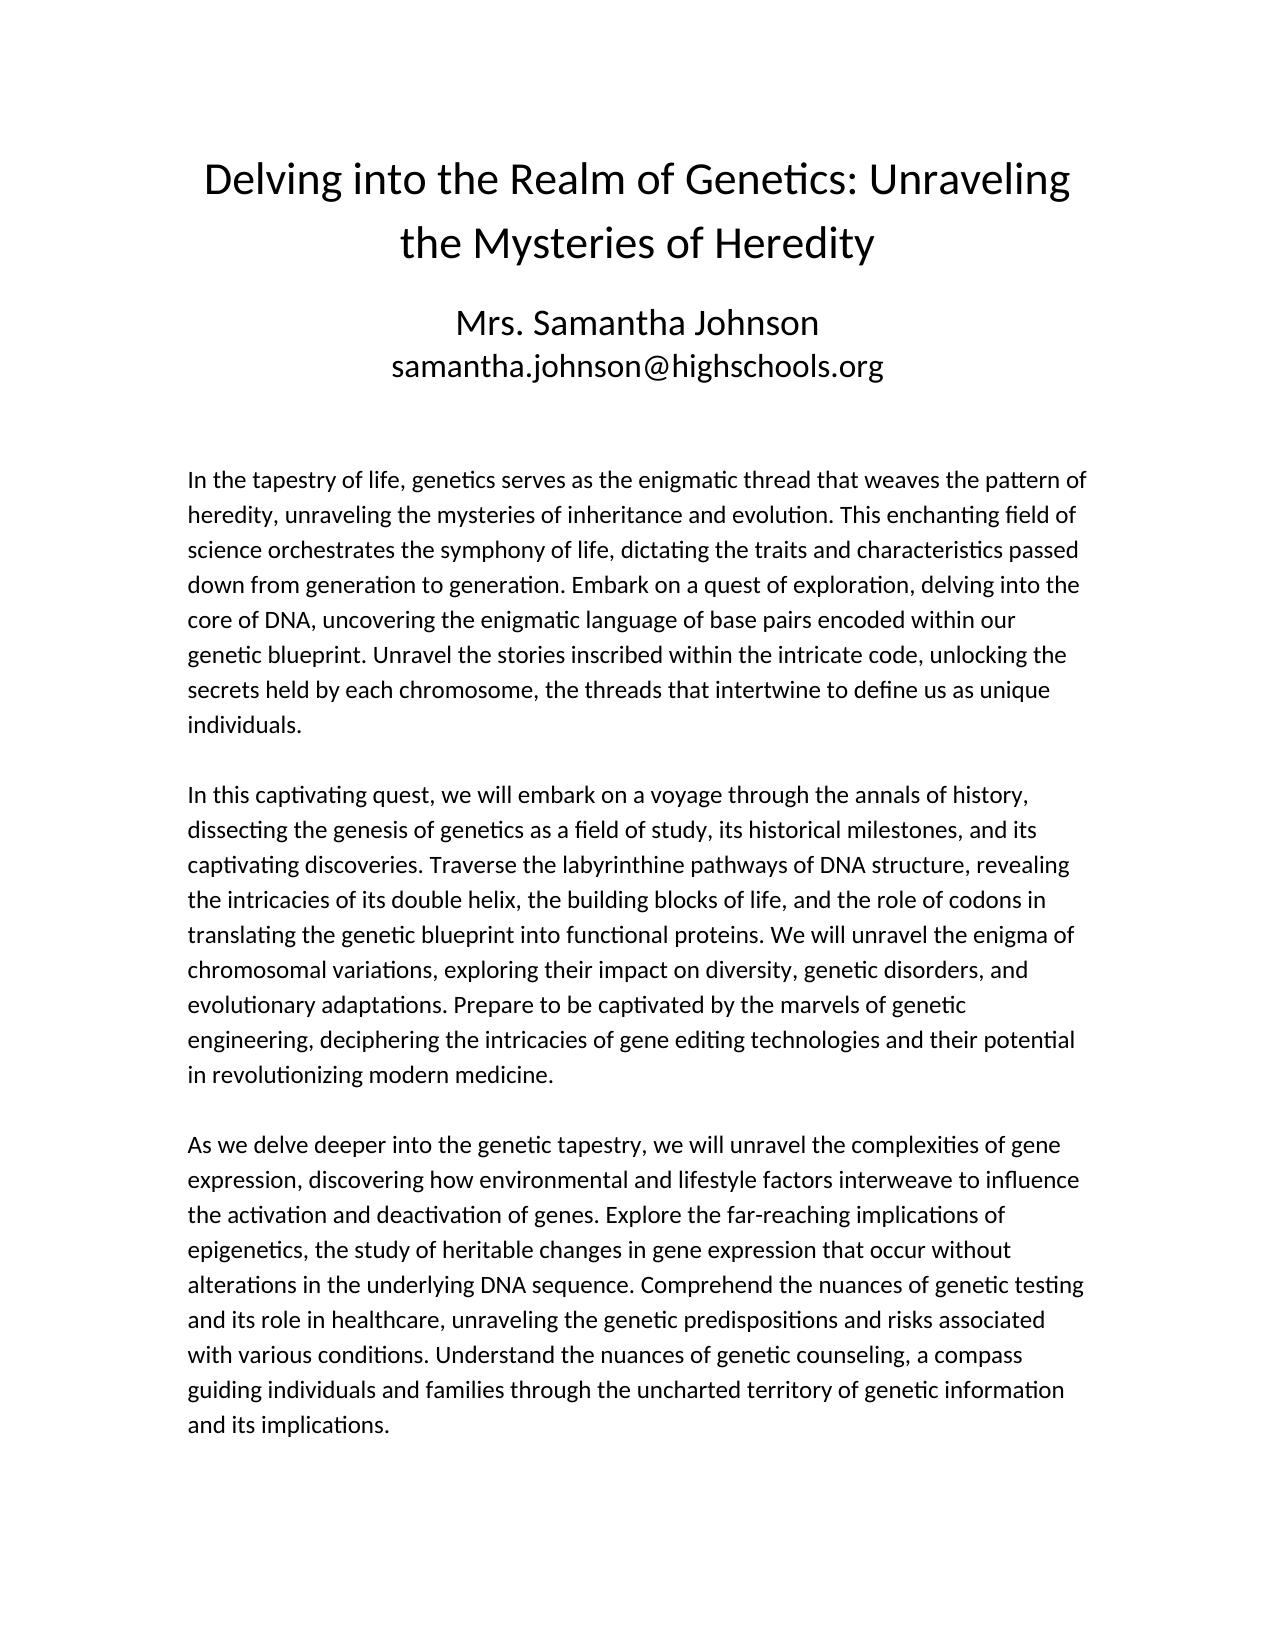 Delving into the Realm of Genetics: Unraveling
the Mysteries of Heredity
Mrs. Samantha Johnson
samantha.johnson@highschools.org
In the tapestry of life, genetics serves as the enigmatic thread that weaves the pattern of
heredity, unraveling the mysteries of inheritance and evolution. This enchanting field of
science orchestrates the symphony of life, dictating the traits and characteristics passed
down from generation to generation. Embark on a quest of exploration, delving into the
core of DNA, uncovering the enigmatic language of base pairs encoded within our
genetic blueprint. Unravel the stories inscribed within the intricate code, unlocking the
secrets held by each chromosome, the threads that intertwine to define us as unique
individuals.
In this captivating quest, we will embark on a voyage through the annals of history,
dissecting the genesis of genetics as a field of study, its historical milestones, and its
captivating discoveries. Traverse the labyrinthine pathways of DNA structure, revealing
the intricacies of its double helix, the building blocks of life, and the role of codons in
translating the genetic blueprint into functional proteins. We will unravel the enigma of
chromosomal variations, exploring their impact on diversity, genetic disorders, and
evolutionary adaptations. Prepare to be captivated by the marvels of genetic
engineering, deciphering the intricacies of gene editing technologies and their potential
in revolutionizing modern medicine.
As we delve deeper into the genetic tapestry, we will unravel the complexities of gene
expression, discovering how environmental and lifestyle factors interweave to influence
the activation and deactivation of genes. Explore the far-reaching implications of
epigenetics, the study of heritable changes in gene expression that occur without
alterations in the underlying DNA sequence. Comprehend the nuances of genetic testing
and its role in healthcare, unraveling the genetic predispositions and risks associated
with various conditions. Understand the nuances of genetic counseling, a compass
guiding individuals and families through the uncharted territory of genetic information
and its implications.